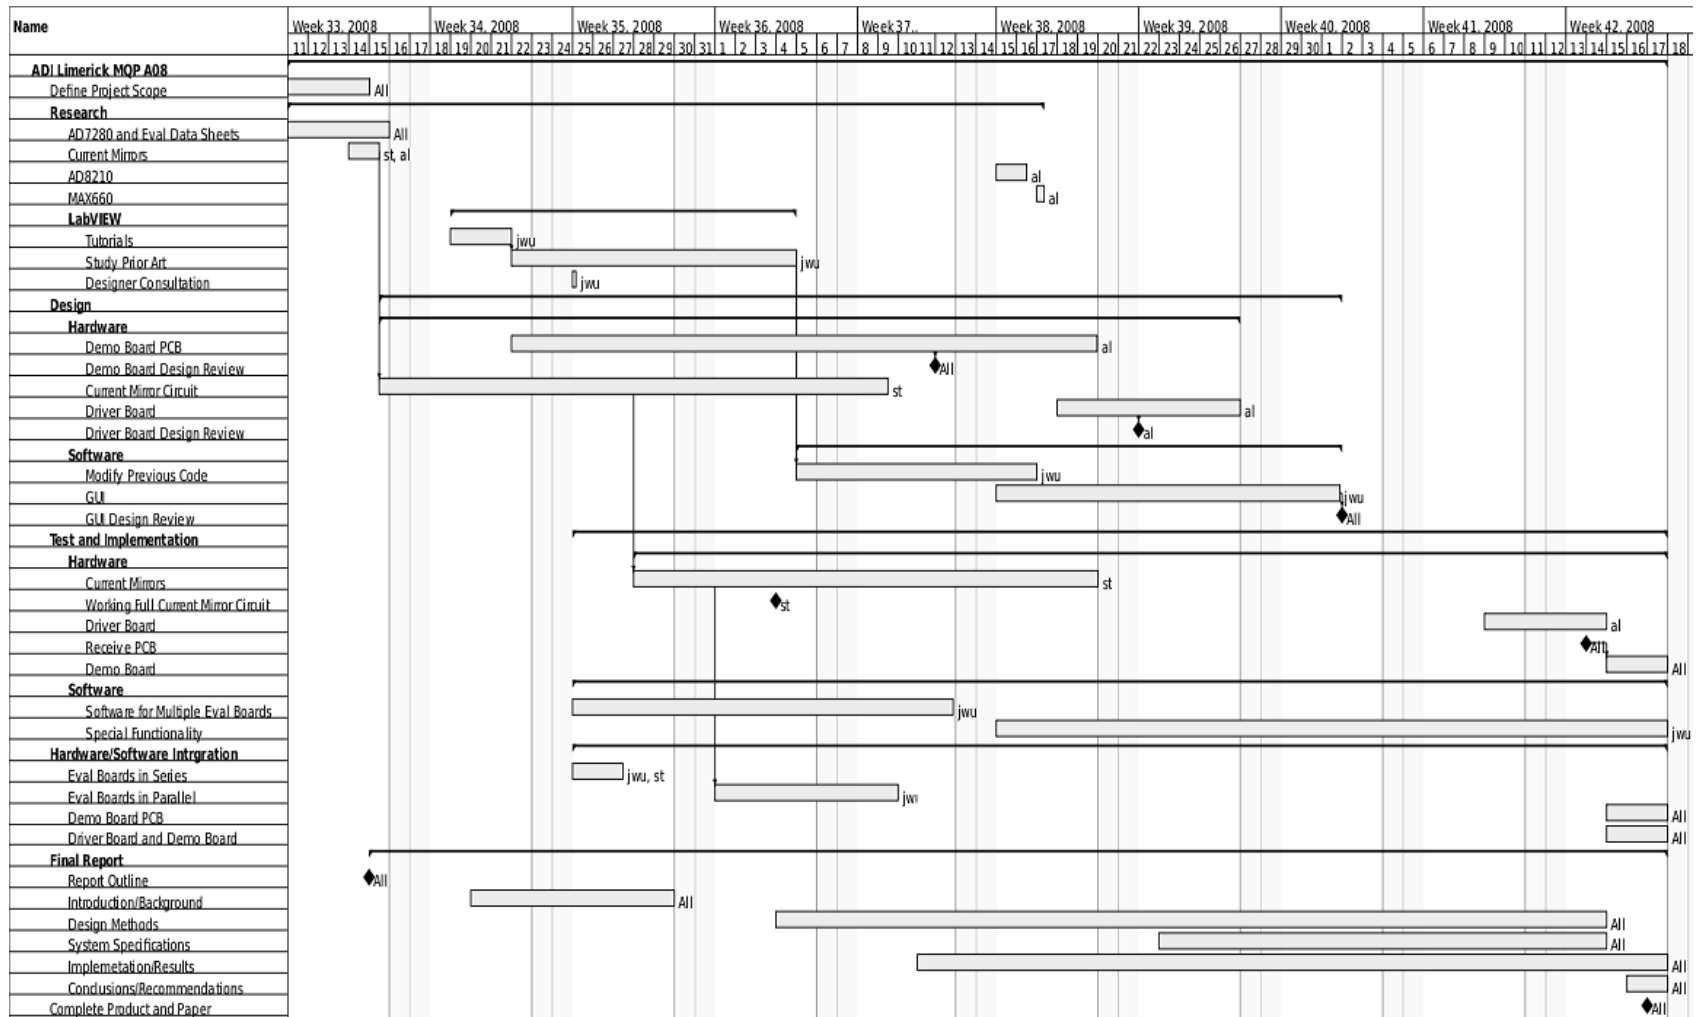 Name Week 33, 2008 Week 34, 2008 Week 35, 2008 Week 36, 2008 Week 37,.. Week 38, 2008 Week 39, 2008 Week 40, 2008 Week 41, 2008 Week 42, 2008
11 12 13 14 15 16 17 18 19 20 21 22 23 24 25 26 27 28 29 30 31 1 2 3 4 5 6 7 8 9 10 11 12 13 14 15 16 17 18 19 20 21 22 23 24 25 26 27 28 29 30 1 2 3 4 5 6 7 8 9 10 11 12 13 14 15 16 17 18
ADI Limerick MQP A08
Define Project Scope All
Research
AD7280 and Eval Data Sheets All
Current Mirrors st, al
AD8210 al
MAX660 al
LabVIEW
Tutorials jwu
Study Prior Art jwu
Designer Consultation jwu
Design
Hardware
Demo Board PCB al
Demo Board Design Review All
Current Mirror Circuit st
Driver Board al
Driver Board Design Review al
Software
Modify Previous Code jwu
GUI jwu
GUI Design Review All
Test and Implementation
Hardware
Current Mirrors st
Working Full Current Mirror Circuit st
Driver Board al
Receive PCB All
Demo Board All
Software
Software for Multiple Eval Boards jwu
Special Functionality jwu
Hardware/Software Intrgration
Eval Boards in Series jwu, st
Eval Boards in Parallel jwu
Demo Board PCB All
Driver Board and Demo Board All
Final Report
Report Outline All
Introduction/Background All
Design Methods All
System Specifications All
Implemetation/Results All
Conclusions/Recommendations All
Complete Product and Paper All